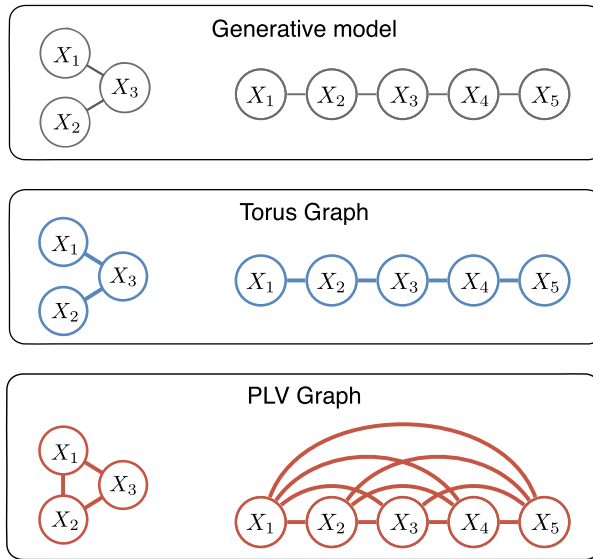 Generative model
X₁
X₃
X₂
X₁ X₂ X₃ X₄ X₅
Torus Graph
X₁
X₃
X₂
X₁ X₂ X₃ X₄ X₅
PLV Graph
X₁
X₃
X₂
X₁ X₂ X₃ X₄ X₅